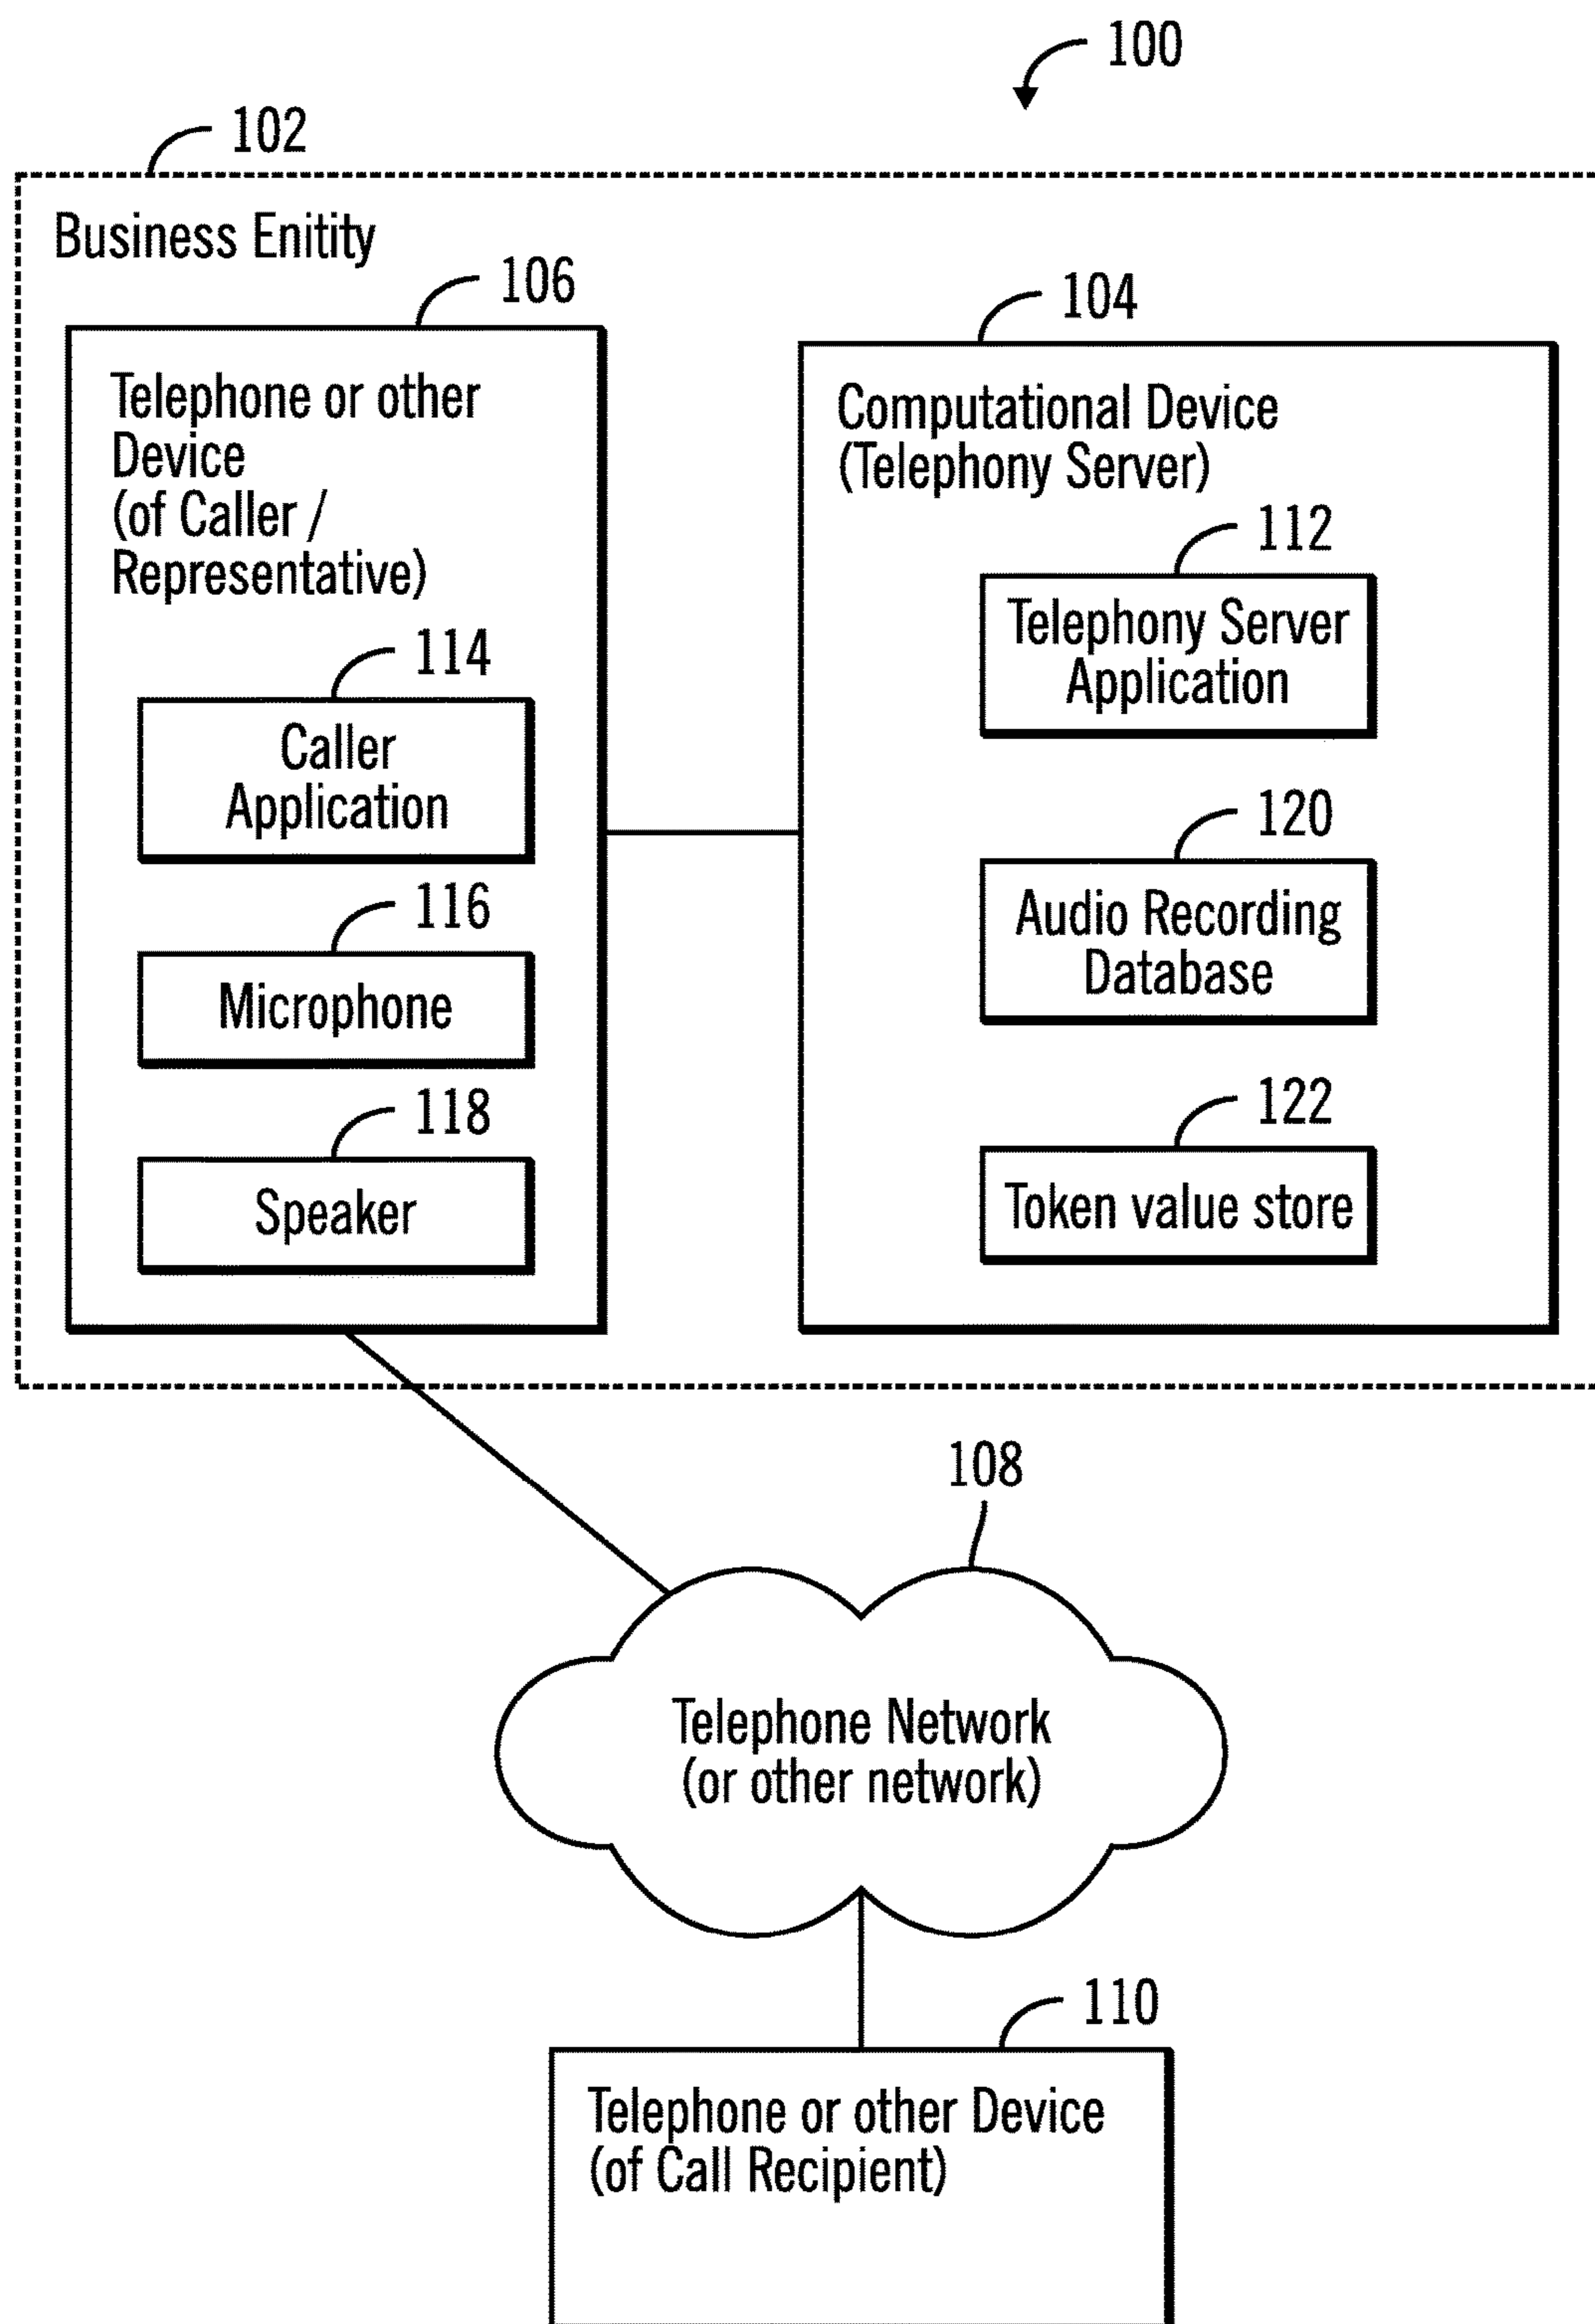 100
102
Business Enitity
106
Telephone or other
Device
(of Caller /
Representative)
114
Caller
Application
116
Microphone
118
Speaker
104
Computational Device
(Telephony Server)
112
Telephony Server
Application
120
Audio Recording
Database
122
Token value store
108
Telephone Network
(or other network)
110
Telephone or other Device
(of Call Recipient)